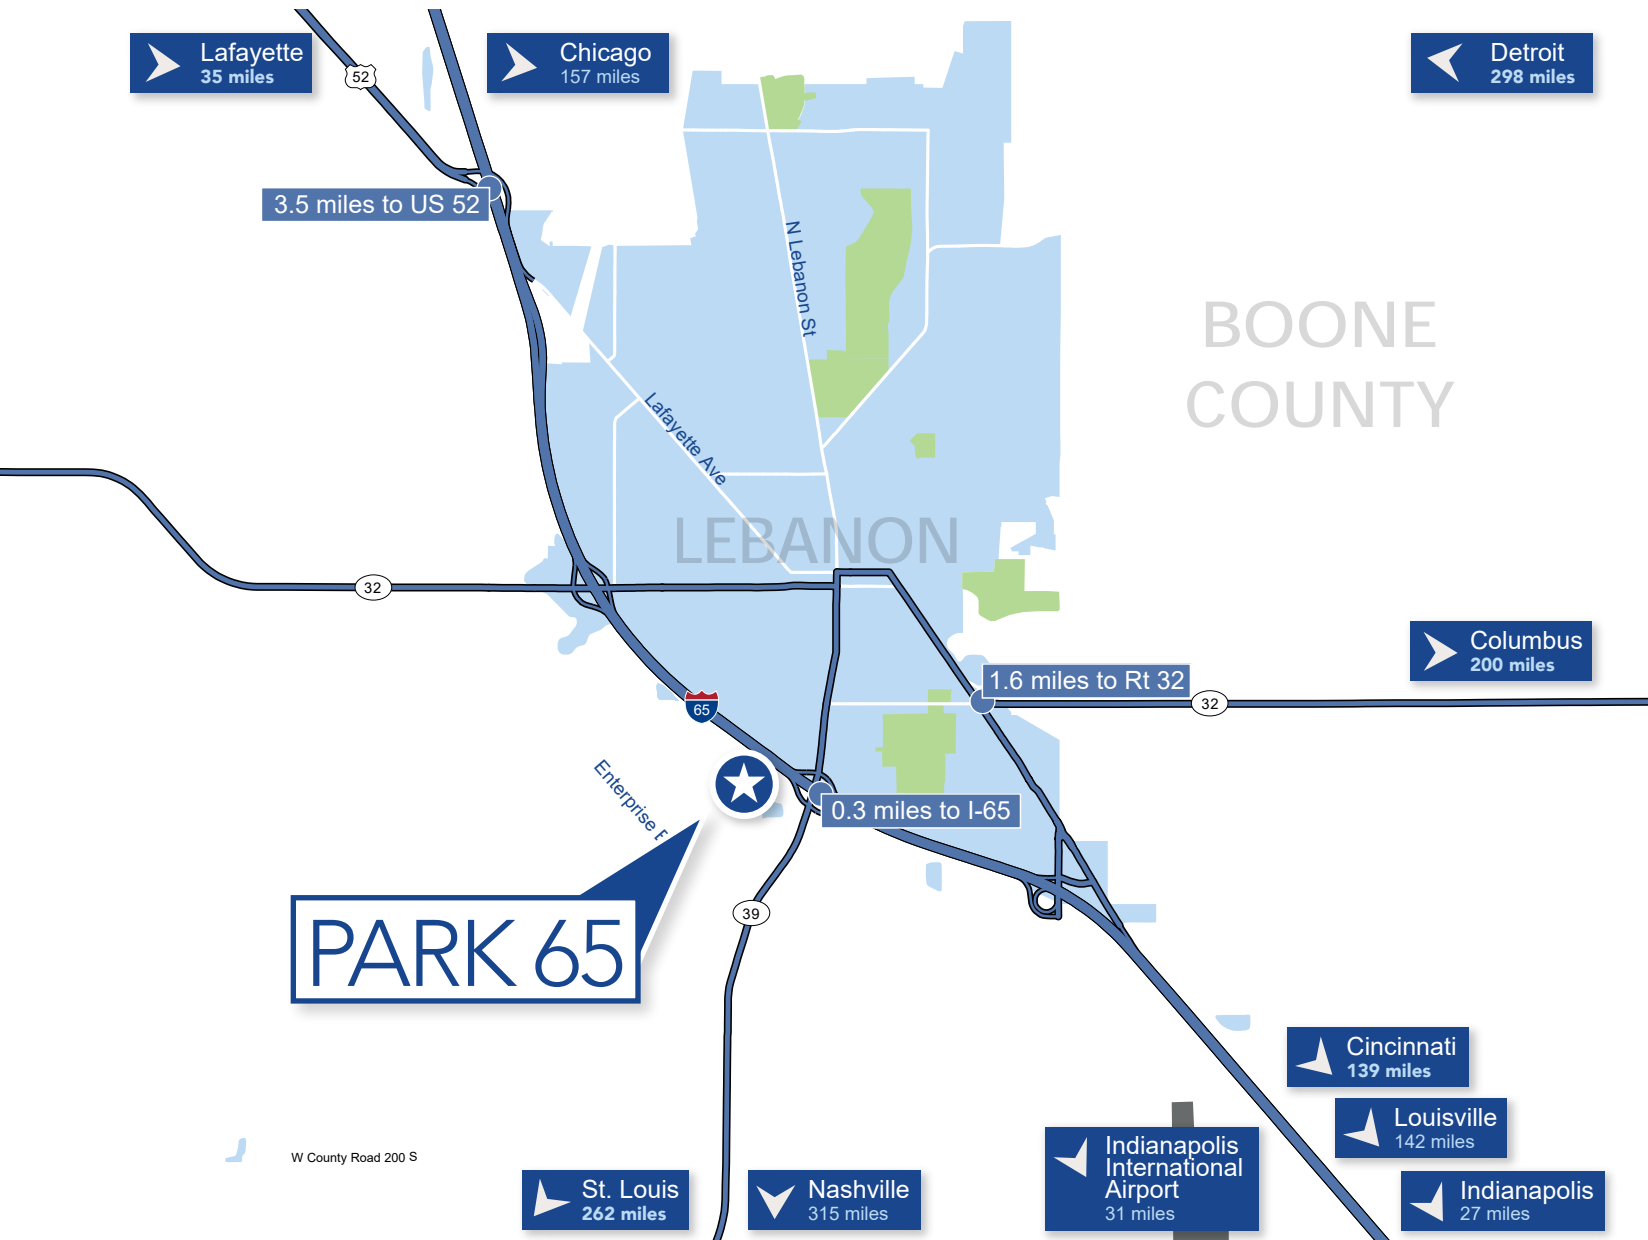 Lafayette
35 miles
52
Chicago
157 miles
Detroit
298 miles
3.5 miles to US 52
N Lebanon St
BOONE
COUNTY
Lafayette Ave
LEBANON
32
Columbus
200 miles
1.6 miles to Rt 32
32
65
Enterprise
0.3 miles to I-65
PARK 65
39
Cincinnati
139 miles
Louisville
142 miles
Indianapolis
International
Airport
31 miles
W County Road 200 S
St. Louis
262 miles
Nashville
315 miles
Indianapolis
27 miles